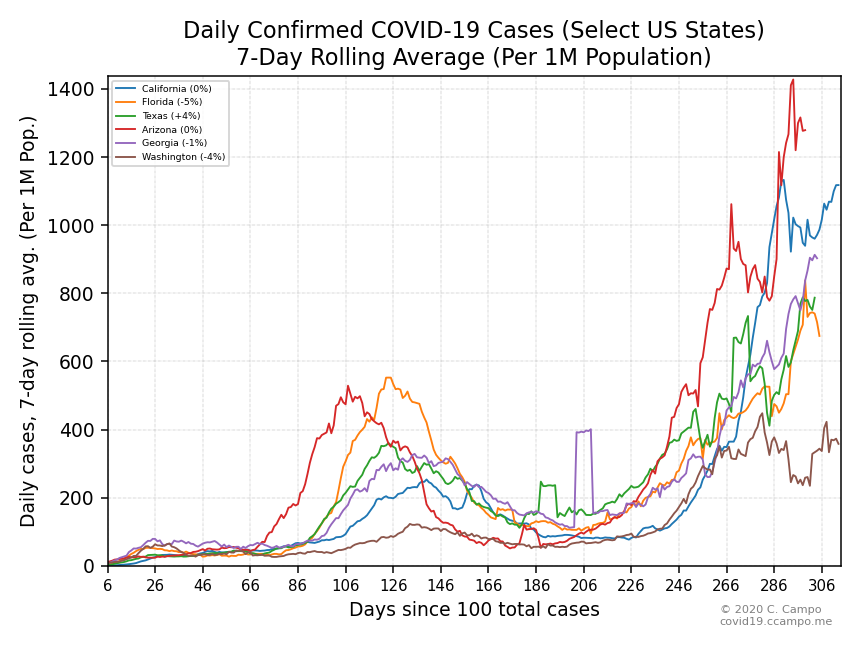 Daily Confirmed COVID-19 Cases (Select US States)
7-Day Rolling Average (Per 1M Population)
Daily cases, 7-day rolling avg. (Per 1M Pop.)
1400
1200
1000
800
600
400
200
0
California (0%)
Florida (-5%)
Texas (+4%)
Arizona (0%)
Georgia (-1%)
Washington (-4%)
6 26 46 66 86 106 126 146 166 186 206 226 246 266 286 306
Days since 100 total cases
© 2020 C. Campo
covid19.ccampo.me